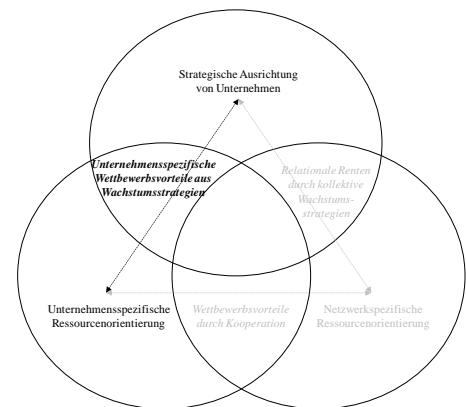 Strategische Ausrichtung
von Unternehmen
Unternehmensspezifische
Wettbewerbsvorteile aus
Wachstumsstrategien
Relationale Renten
durch kollektive
Wachstums-
strategien
Unternehmensspezifische
Ressourcenorientierung
Wettbewerbsvorteile
durch Kooperation
Netzwerkspezifische
Ressourcenorientierung